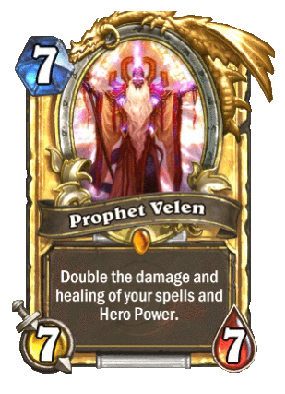 7
Prophet Velen
Double the damage and
healing of your spells and
Hero Power.
7
7